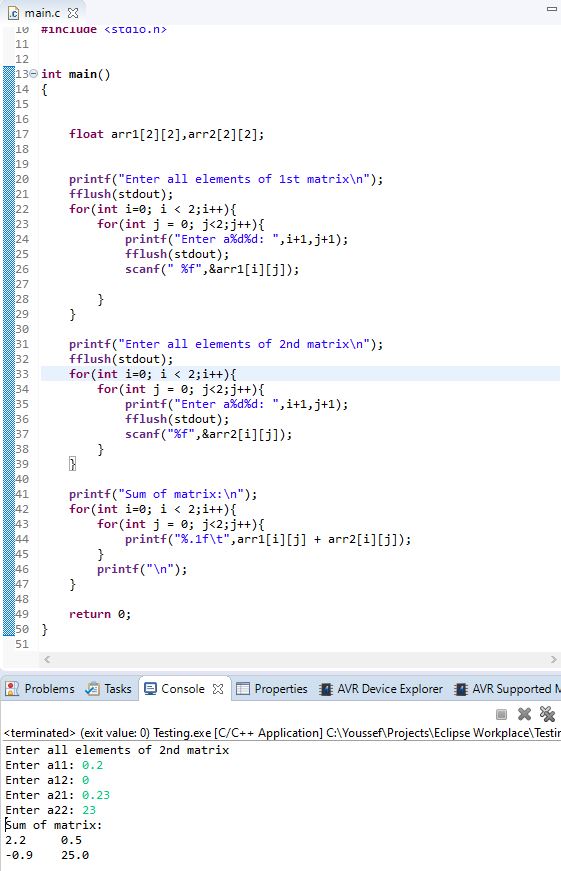 main.c
10 #include <stdio.h>
11
12
13 int main()
14 {
15
16
17 float arr1[2][2],arr2[2][2];
18
19
20 printf("Enter all elements of 1st matrix\n");
21 fflush(stdout);
22 for(int i=0; i < 2;i++){
23 for(int j = 0; j<2;j++){
24 printf("Enter a%d%d: ",i+1,j+1);
25 fflush(stdout);
26 scanf(" %f",&arr1[i][j]);
27
28 }
29 }
30
31 printf("Enter all elements of 2nd matrix\n");
32 fflush(stdout);
33 for(int i=0; i < 2;i++){
34 for(int j = 0; j<2;j++){
35 printf("Enter a%d%d: ",i+1,j+1);
36 fflush(stdout);
37 scanf("%f",&arr2[i][j]);
38 }
39 }
40
41 printf("Sum of matrix:\n");
42 for(int i=0; i < 2;i++){
43 for(int j = 0; j<2;j++){
44 printf("%.1f\t",arr1[i][j] + arr2[i][j]);
45 }
46 printf("\n");
47 }
48
49 return 0;
50 }
51
Problems Tasks Console Properties AVR Device Explorer AVR Supported M
<terminated> (exit value: 0) Testing.exe [C/C++ Application] C:\Youssef\Projects\Eclipse Workplace\Testin
Enter all elements of 2nd matrix
Enter a11: 0.2
Enter a12: 0
Enter a21: 0.23
Enter a22: 23
Sum of matrix:
2.2 0.5
-0.9 25.0